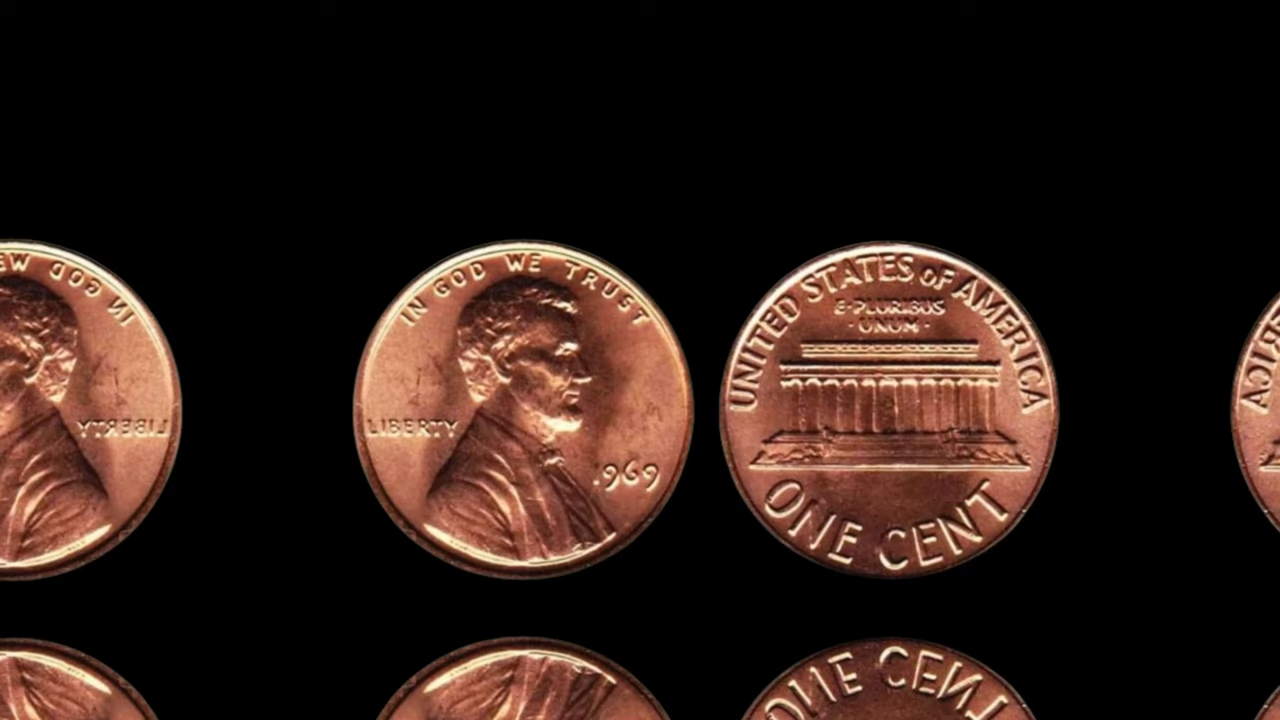 IN GOD WE TRUST
LIBERTY
1969
UNITED STATES OF AMERICA
E·PLURIBUS
·UNUM·
ONE CENT